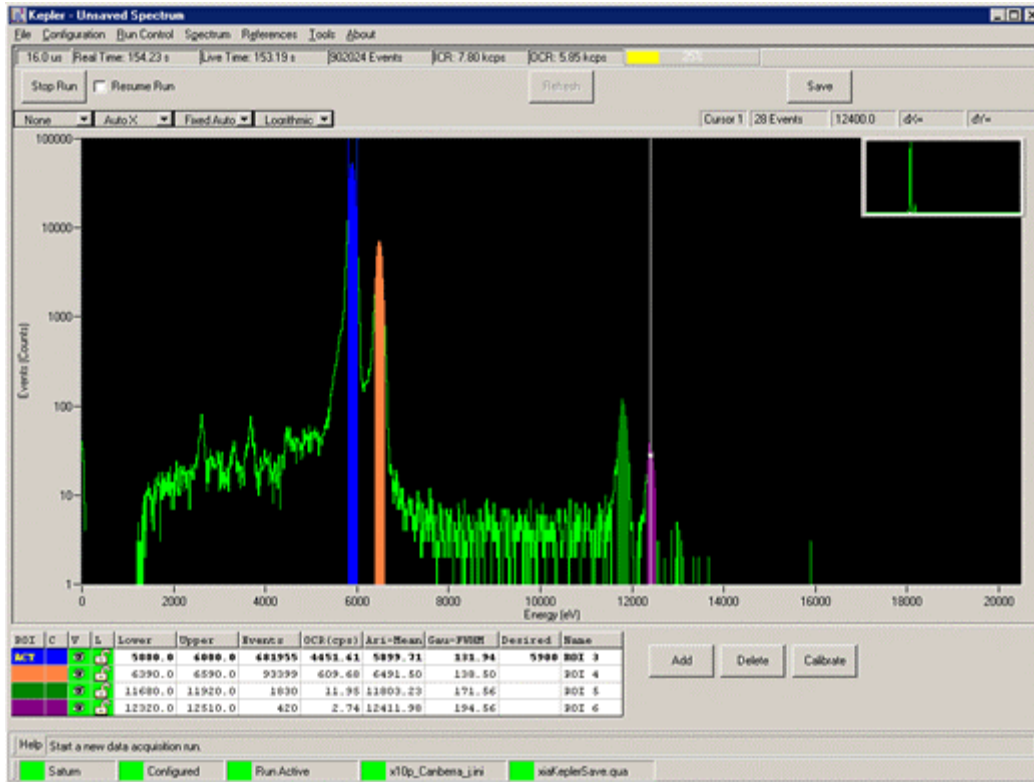 Kepler - Unsaved Spectrum
File Configuration Run Control Spectrum References Tools About
16.0 us Real Time: 154.23 s Live Time: 153.19 s 902024 Events ICR: 7.80 kcps OCR: 5.85 kcps
Stop Run Resume Run Refresh Save
None Auto X Fixed Auto Logrithmic Cursor 1 28 Events 12400.0 dX= dY=
100000
10000
1000
100
10
1
Events (Counts)
0 2000 4000 6000 8000 10000 12000 14000 16000 18000 20000
Energy (eV)
ROI C V L Lower Upper Events OCR(cps) Ari-Mean Gau-FWHM Desired Name
ACT 5880.0 6080.0 681955 4451.61 5899.71 131.94 5900 ROI 3
6390.0 6590.0 93399 609.68 6491.50 138.50 ROI 4
11680.0 11920.0 1830 11.95 11803.23 171.56 ROI 5
12320.0 12510.0 420 2.74 12411.98 194.56 ROI 6
Add Delete Calibrate
Help Start a new data acquisition run.
Saturn Configured Run Active x10p_Canberra_j.ini xiaKeplerSave.qua